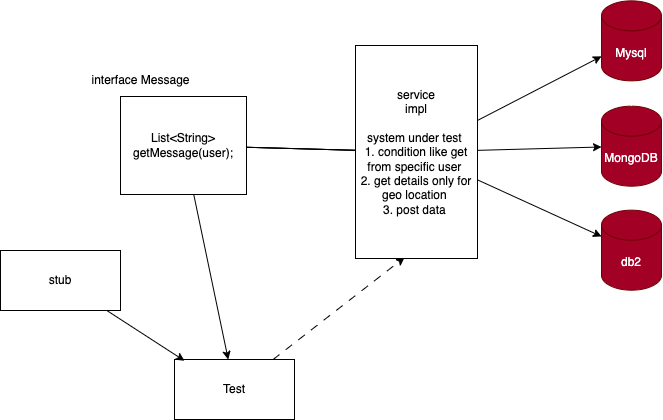 interface Message
List<String>
getMessage(user);
service
impl
system under test
1. condition like get
from specific user
2. get details only for
geo location
3. post data
Mysql
MongoDB
db2
stub
Test